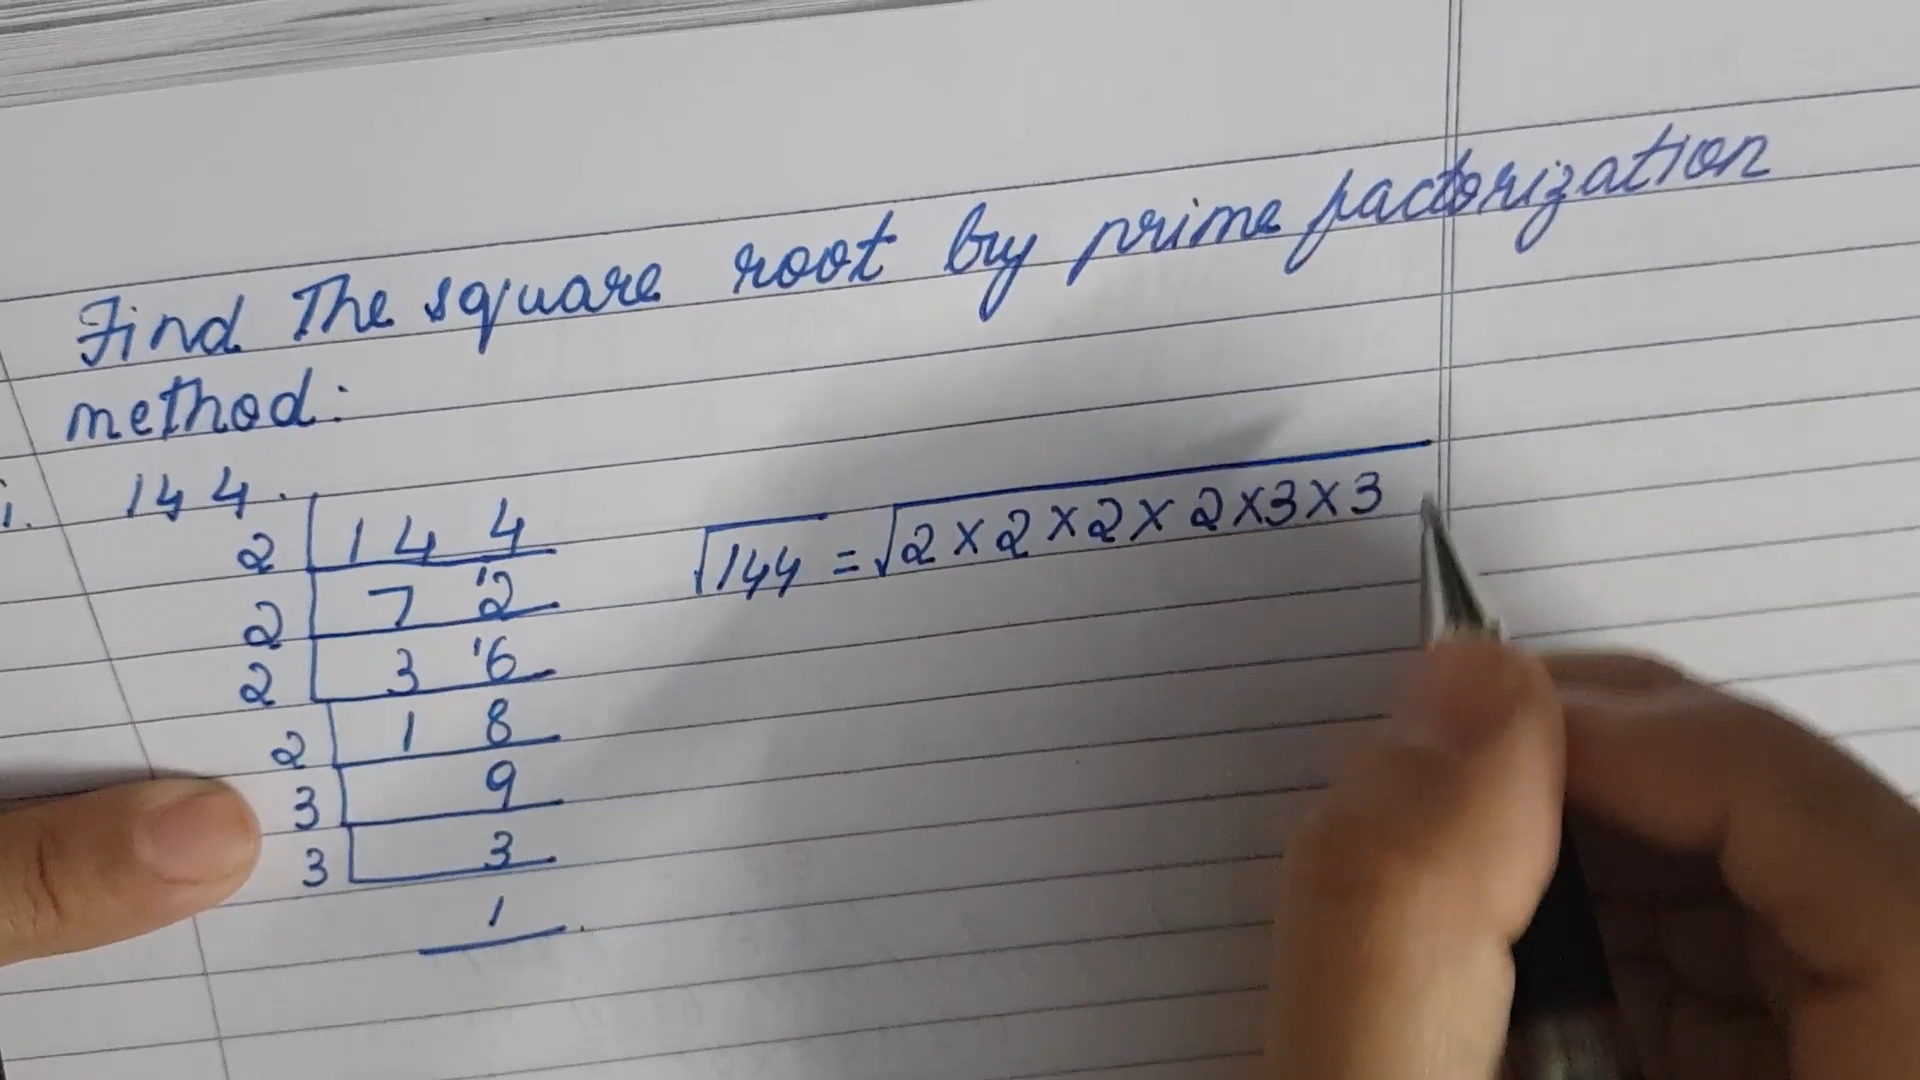 Find The square root by prime factorization
method:
i. 144.
2 | 144
2 | 72
2 | 36
2 | 18
3 | 9
3 | 3
1
√144 = √2×2×2×2×3×3